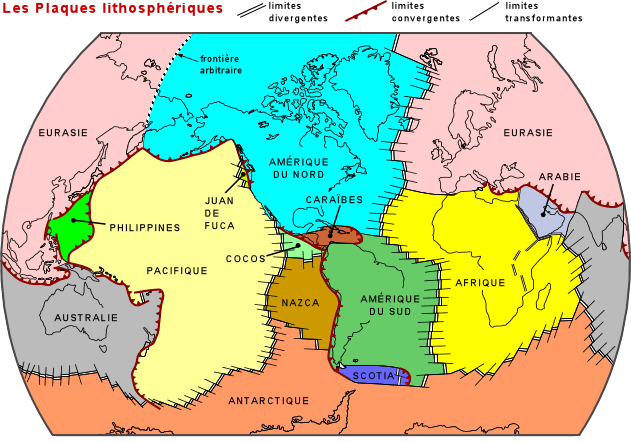 Les Plaques lithosphériques
limites
divergentes
limites
convergentes
limites
transformantes
frontière
arbitraire
EURASIE
EURASIE
AMÉRIQUE
DU NORD
ARABIE
JUAN
DE
FUCA
CARAÏBES
PHILIPPINES
COCOS
PACIFIQUE
AFRIQUE
NAZCA
AMÉRIQUE
DU SUD
AUSTRALIE
SCOTIA
ANTARCTIQUE